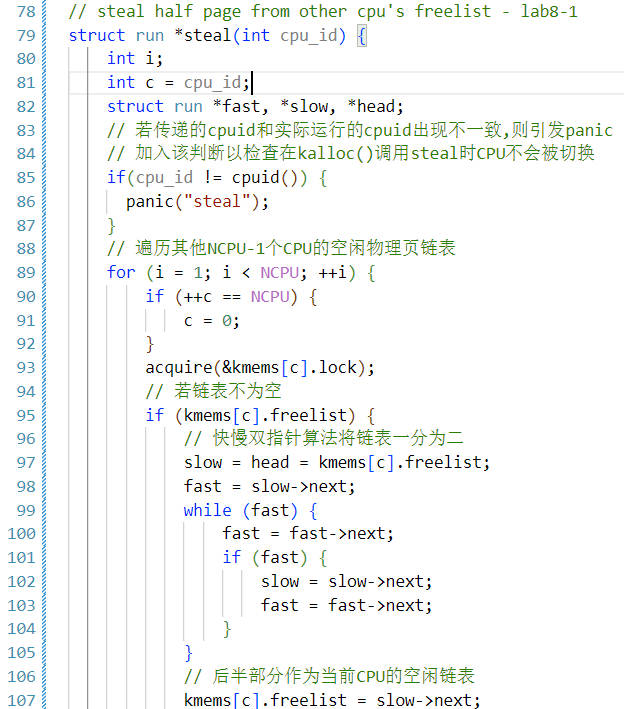 78 // steal half page from other cpu's freelist - lab8-1
79 struct run *steal(int cpu_id) {
80 int i;
81 int c = cpu_id;
82 struct run *fast, *slow, *head;
83 // 若传递的cpuid和实际运行的cpuid出现不一致,则引发panic
84 // 加入该判断以检查在kalloc()调用steal时CPU不会被切换
85 if(cpu_id != cpuid()) {
86 panic("steal");
87 }
88 // 遍历其他NCPU-1个CPU的空闲物理页链表
89 for (i = 1; i < NCPU; ++i) {
90 if (++c == NCPU) {
91 c = 0;
92 }
93 acquire(&kmems[c].lock);
94 // 若链表不为空
95 if (kmems[c].freelist) {
96 // 快慢双指针算法将链表一分为二
97 slow = head = kmems[c].freelist;
98 fast = slow->next;
99 while (fast) {
100 fast = fast->next;
101 if (fast) {
102 slow = slow->next;
103 fast = fast->next;
104 }
105 }
106 // 后半部分作为当前CPU的空闲链表
107 kmems[c].freelist = slow->next;